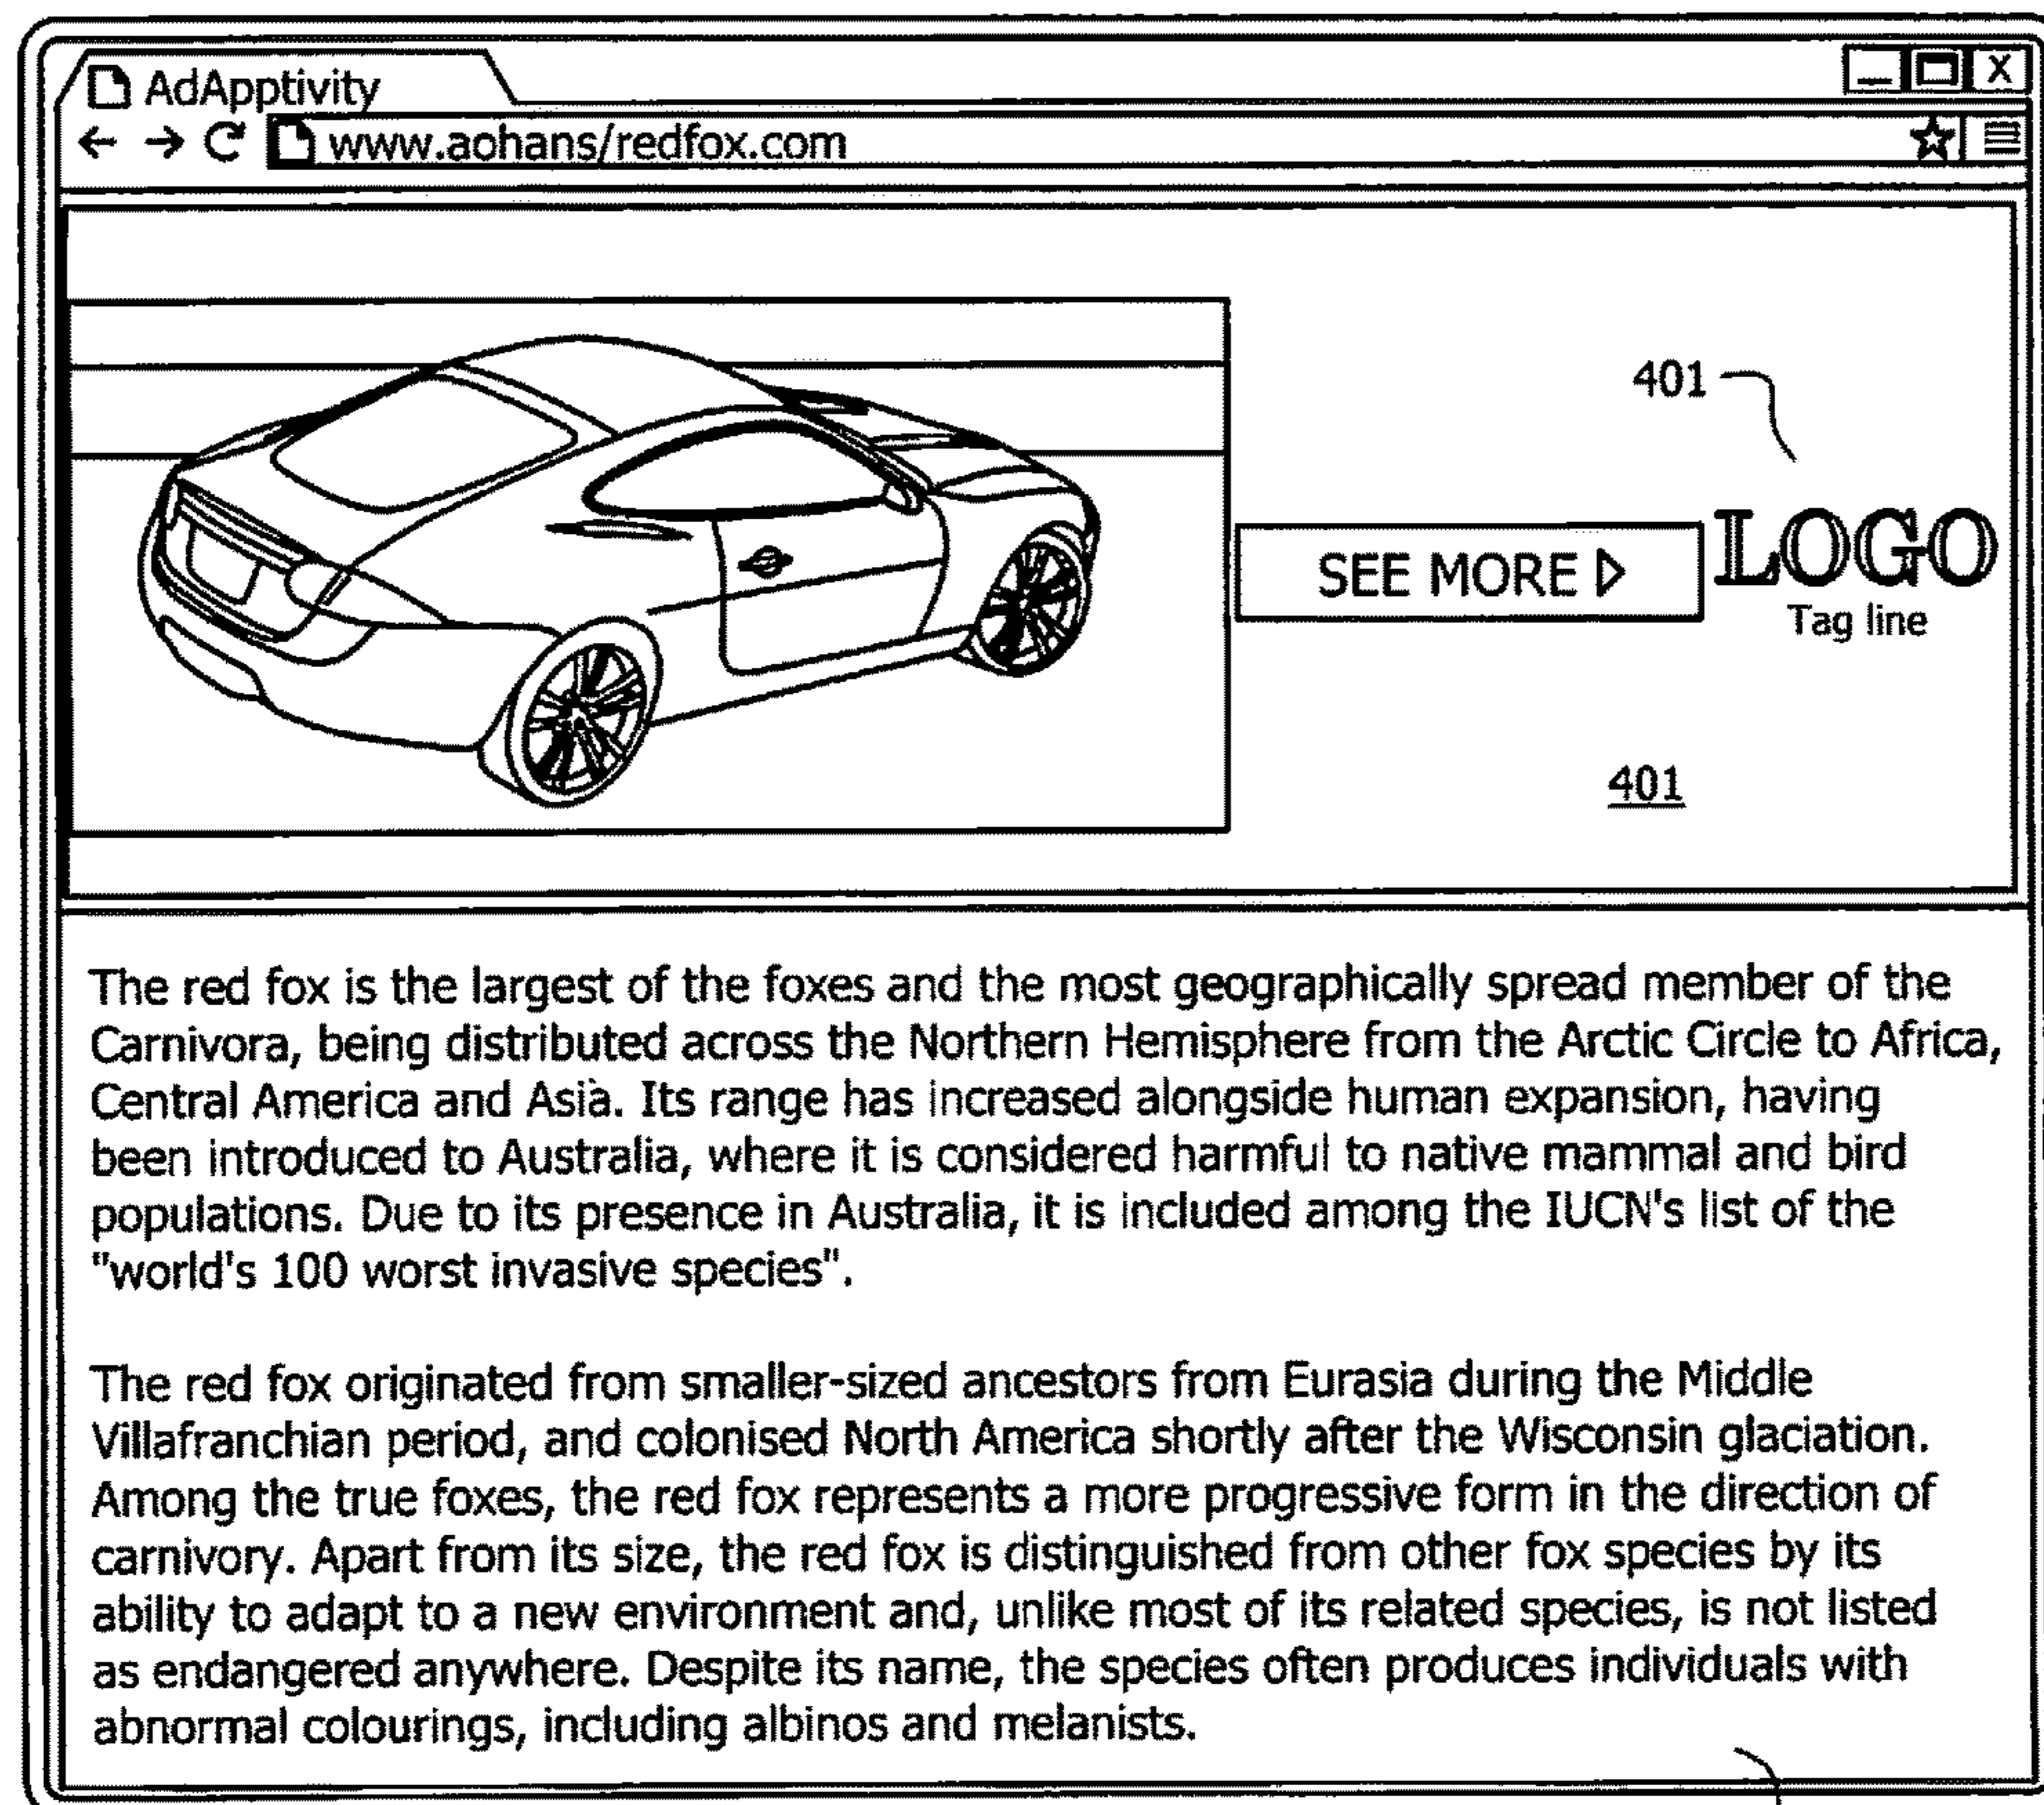 AdApptivity
X
www.aohans/redfox.com
401
SEE MORE
LOGO
Tag line
401
The red fox is the largest of the foxes and the most geographically spread member of the
Carnivora, being distributed across the Northern Hemisphere from the Arctic Circle to Africa,
Central America and Asia. Its range has increased alongside human expansion, having
been introduced to Australia, where it is considered harmful to native mammal and bird
populations. Due to its presence in Australia, it is included among the IUCN's list of the
"world's 100 worst invasive species".
The red fox originated from smaller-sized ancestors from Eurasia during the Middle
Villafranchian period, and colonised North America shortly after the Wisconsin glaciation.
Among the true foxes, the red fox represents a more progressive form in the direction of
carnivory. Apart from its size, the red fox is distinguished from other fox species by its
ability to adapt to a new environment and, unlike most of its related species, is not listed
as endangered anywhere. Despite its name, the species often produces individuals with
abnormal colourings, including albinos and melanists.